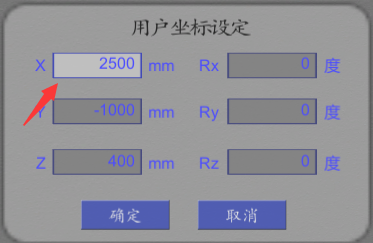 用户坐标设定
X 2500 mm Rx 0 度
Y -1000 mm Ry 0 度
Z 400 mm Rz 0 度
确定 取消